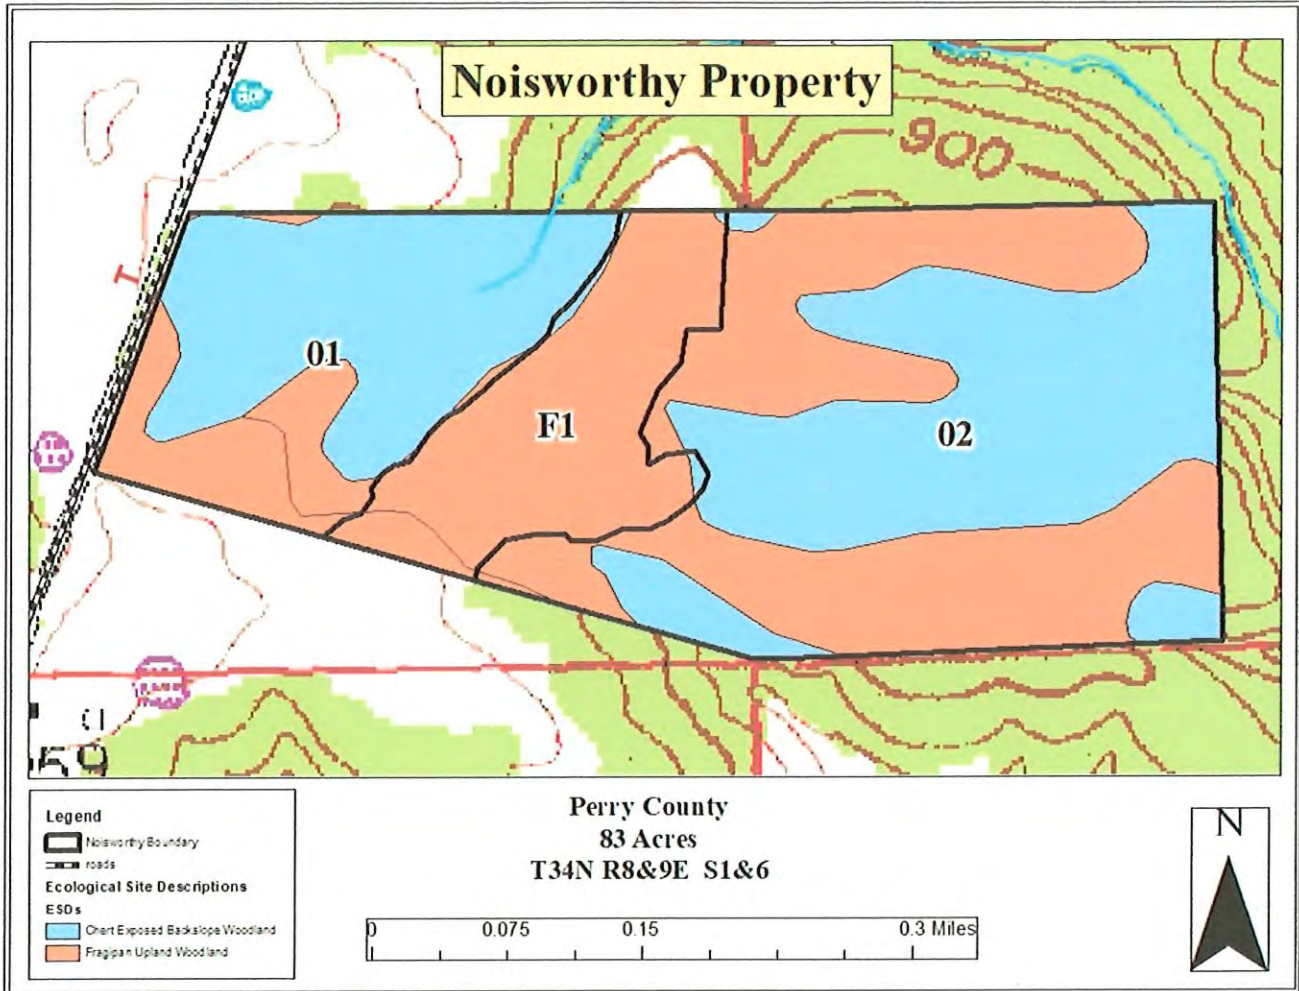 Noisworthy Property
900
01
F1
02
Legend
Noisworthy Boundary
roads
Ecological Site Descriptions
ESDs
Chert Exposed Backslope Woodland
Fragipan Upland Woodland
Perry County
83 Acres
T34N R8&9E S1&6
0 0.075 0.15 0.3 Miles
N